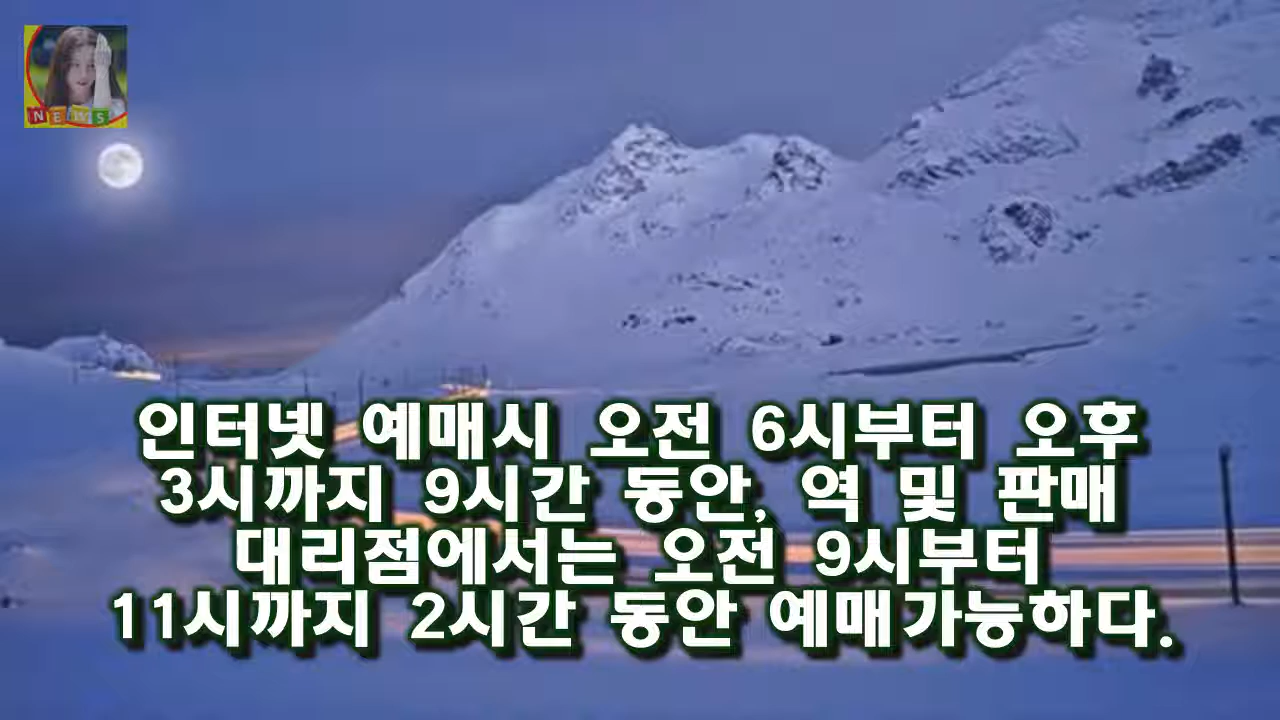 NEWS
인터넷 예매시 오전 6시부터 오후
3시까지 9시간 동안, 역 및 판매
대리점에서는 오전 9시부터
11시까지 2시간 동안 예매가능하다.